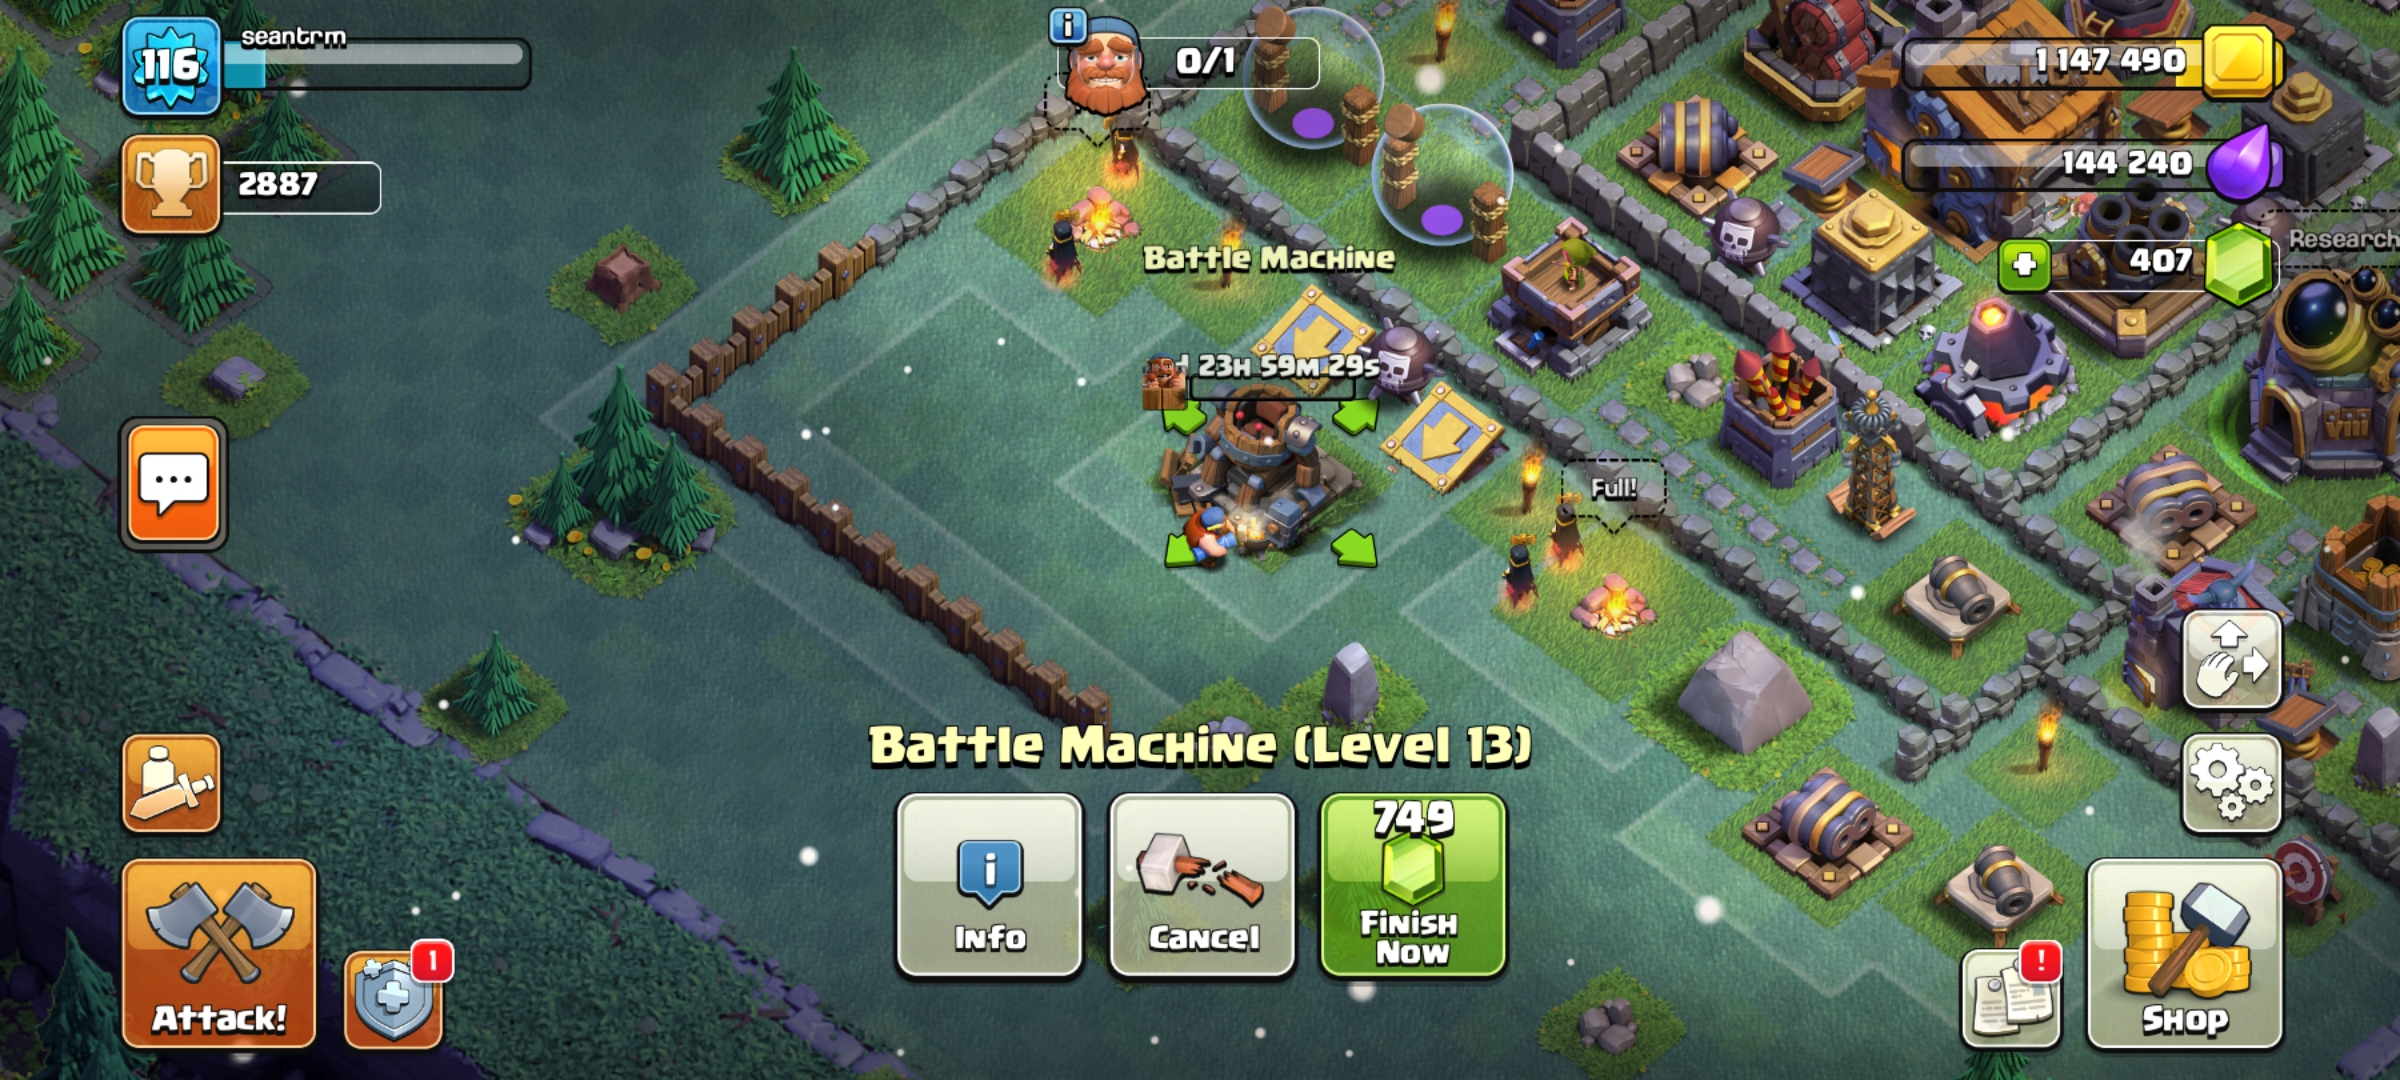 116
seantrm
0/1
1 147 490
2887
144 240
407
Research
Battle Machine
23H 59M 29S
VIII
Full!
Battle Machine (Level 13)
Info
Cancel
749
Finish
Now
Attack!
1
!
Shop